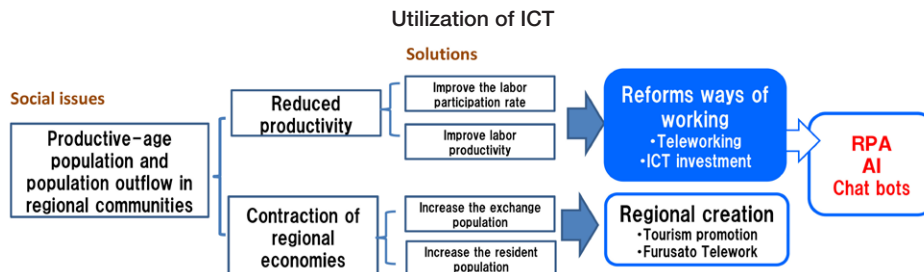 Utilization of ICT
Solutions
Social issues
Productive-age
population and
population outflow in
regional communities
Reduced
productivity
Improve the labor
participation rate
Improve labor
productivity
Reforms ways of
working
•Teleworking
•ICT investment
RPA
AI
Chat bots
Contraction of
regional
economies
Increase the exchange
population
Increase the resident
population
Regional creation
•Tourism promotion
•Furusato Telework